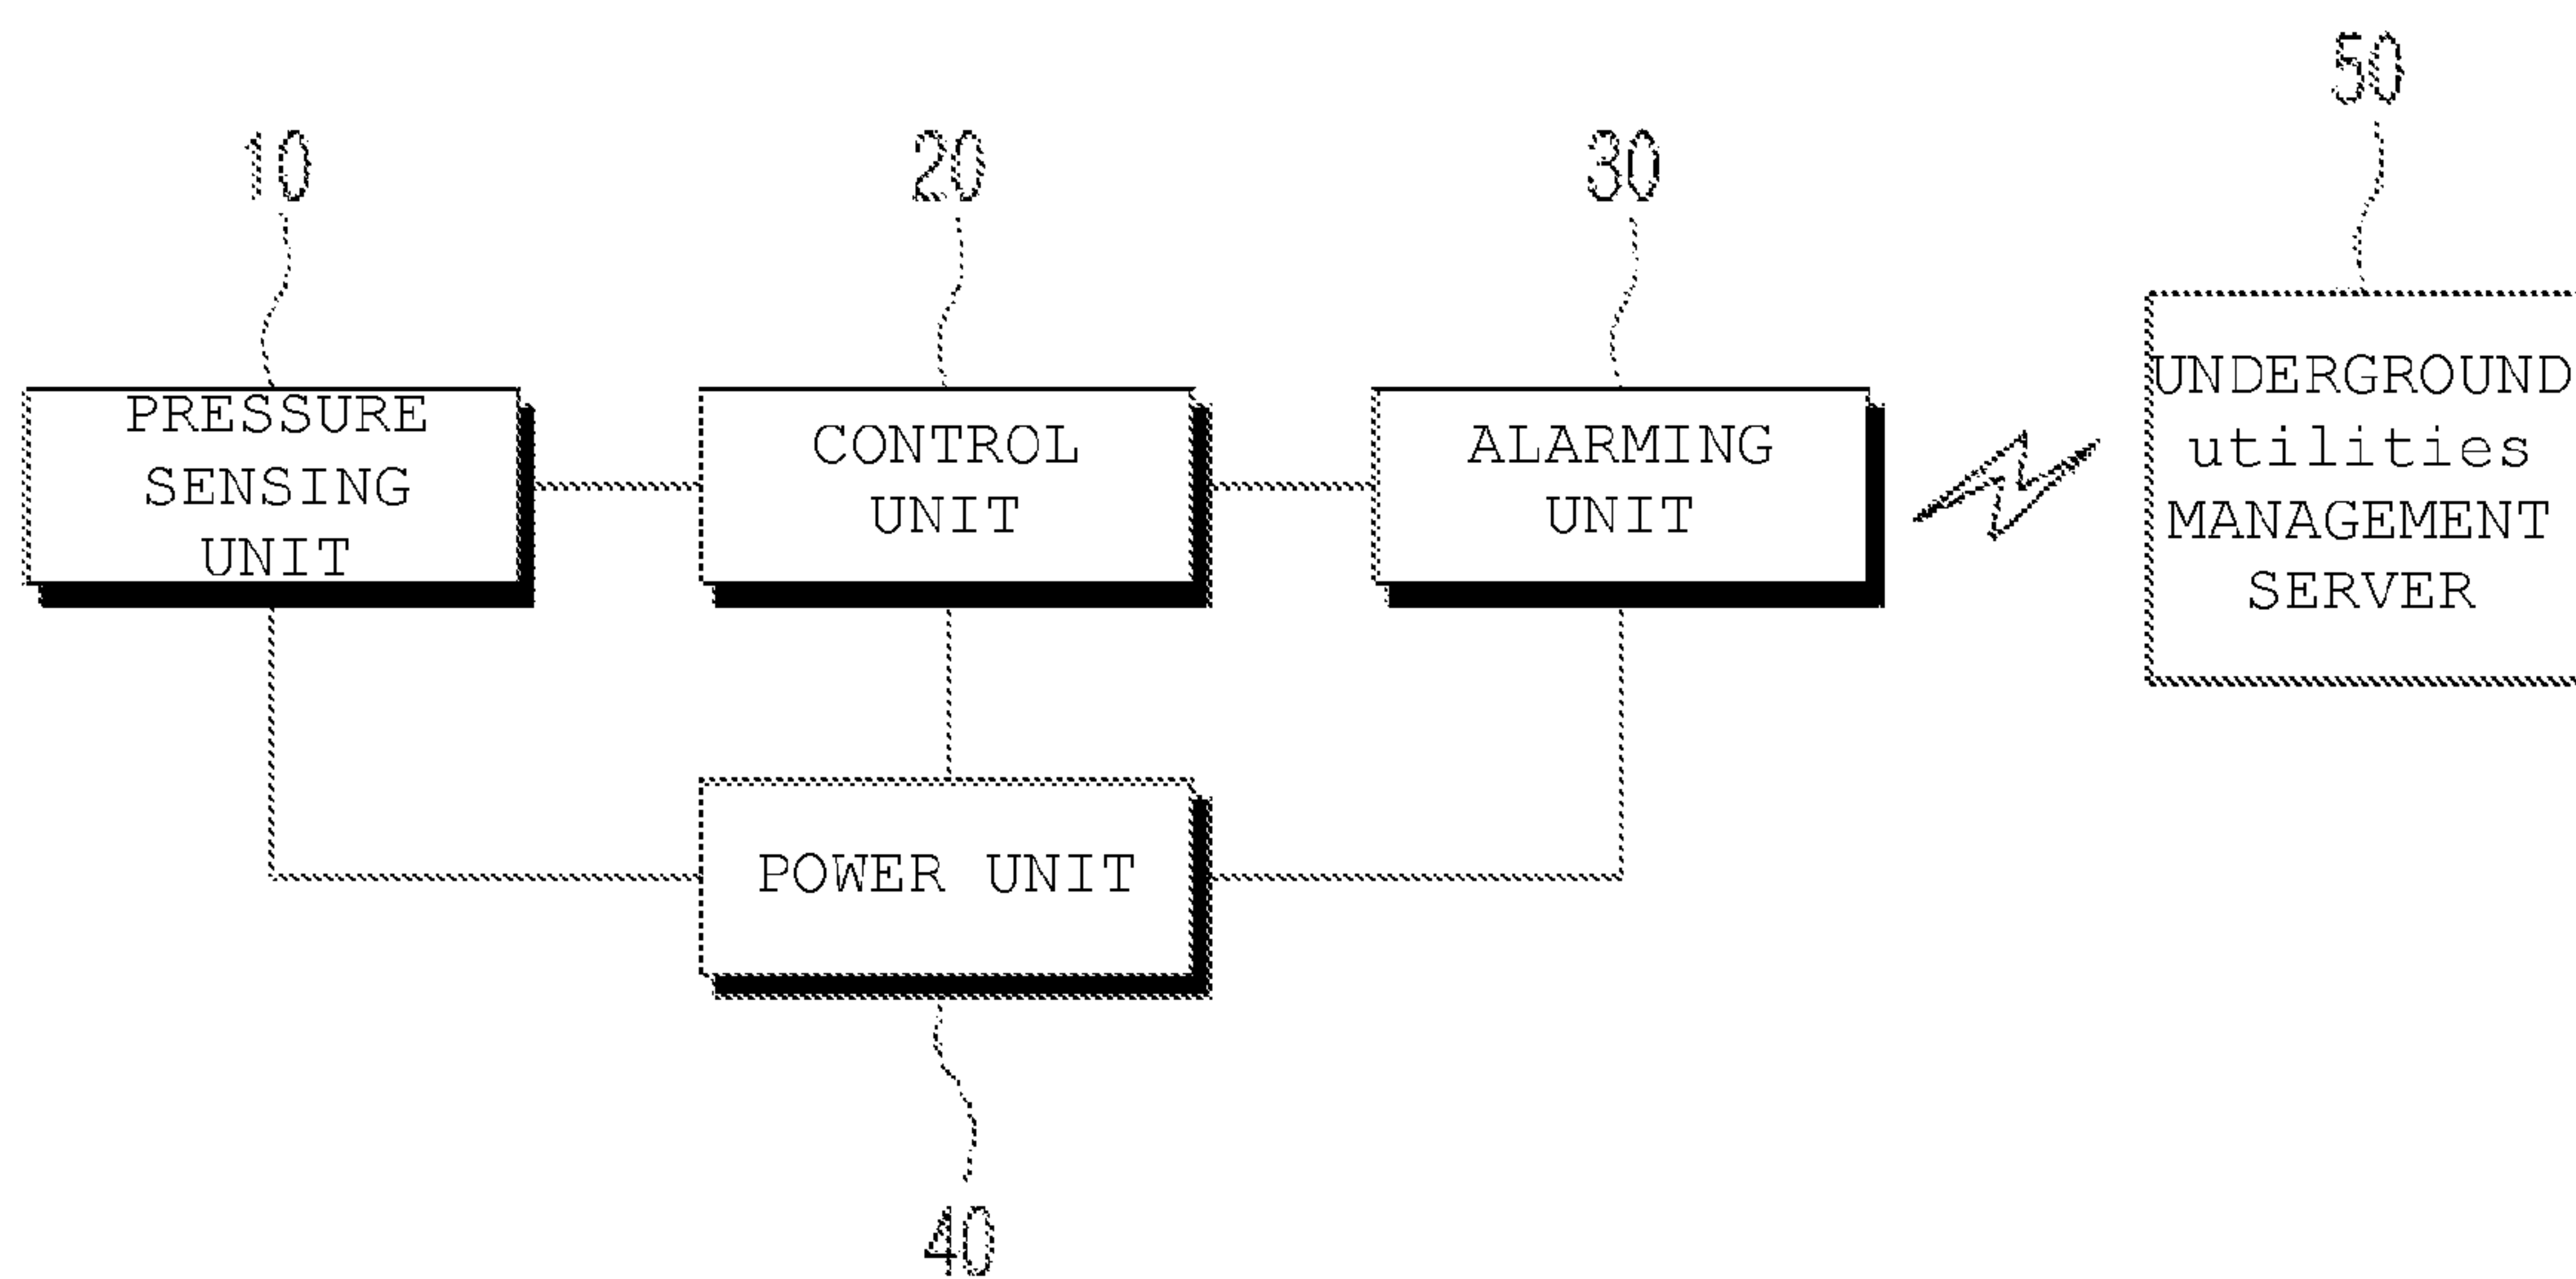 50
10
20
30
PRESSURE
SENSING
UNIT
CONTROL
UNIT
ALARMING
UNIT
UNDERGROUND
utilities
MANAGEMENT
SERVER
POWER UNIT
40